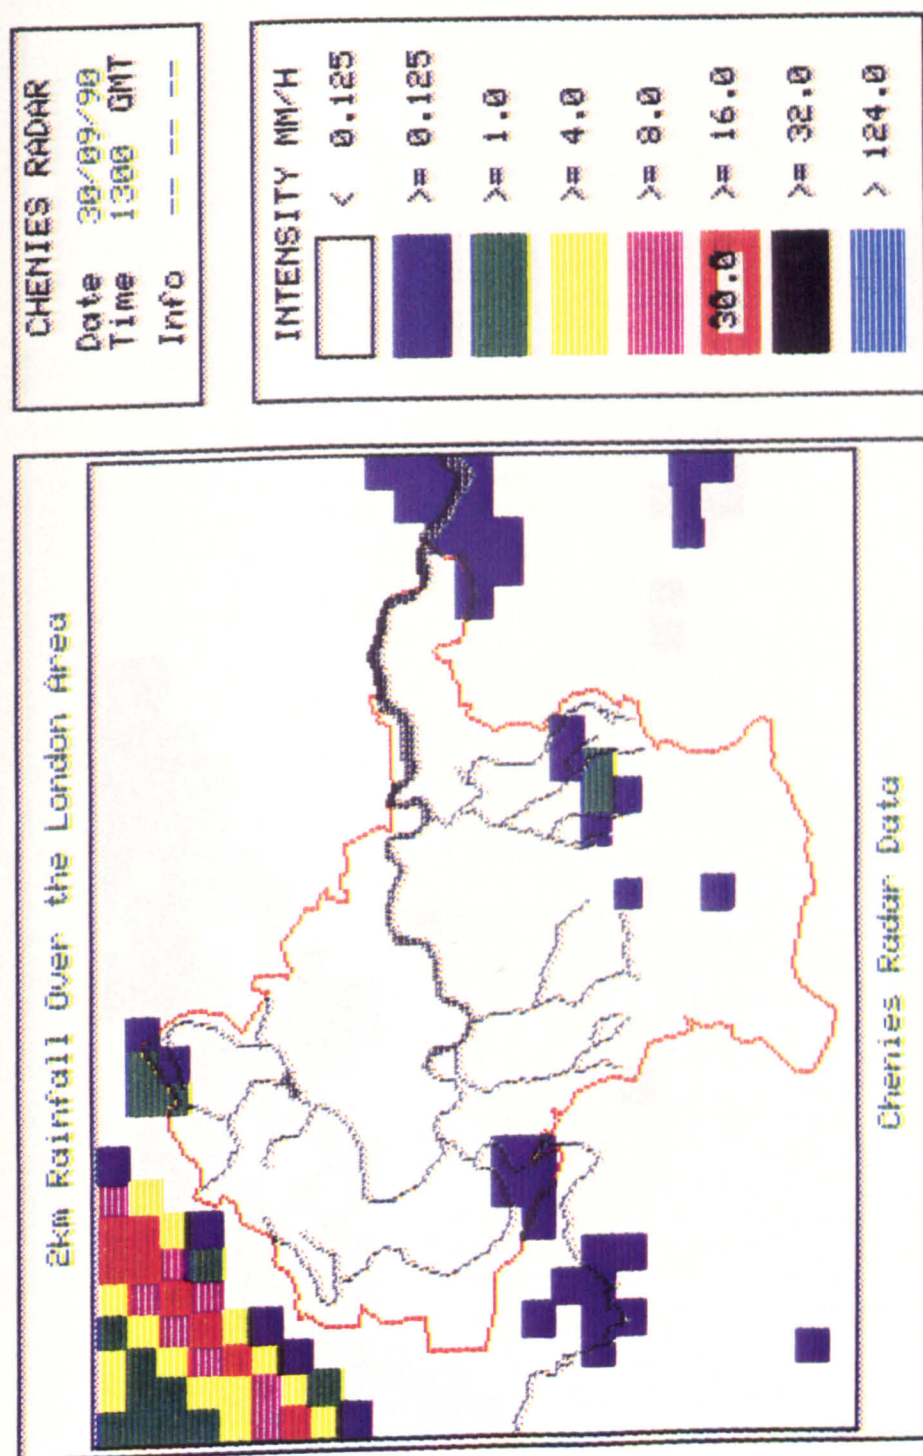 2km Rainfall Over the London Area
Chenies Radar Data
CHENIES RADAR
Date 30/09/90
Time 1300 GMT
Info -- -- --
INTENSITY MM/H
< 0.125
>= 0.125
>= 1.0
>= 4.0
>= 8.0
30.0 >= 16.0
>= 32.0
> 124.0